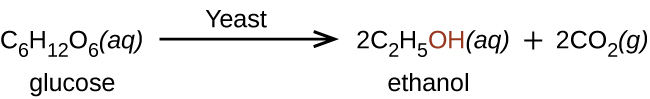 Yeast
C₆H₁₂O₆(aq) ⟶ 2C₂H₅OH(aq) + 2CO₂(g)
glucose ethanol